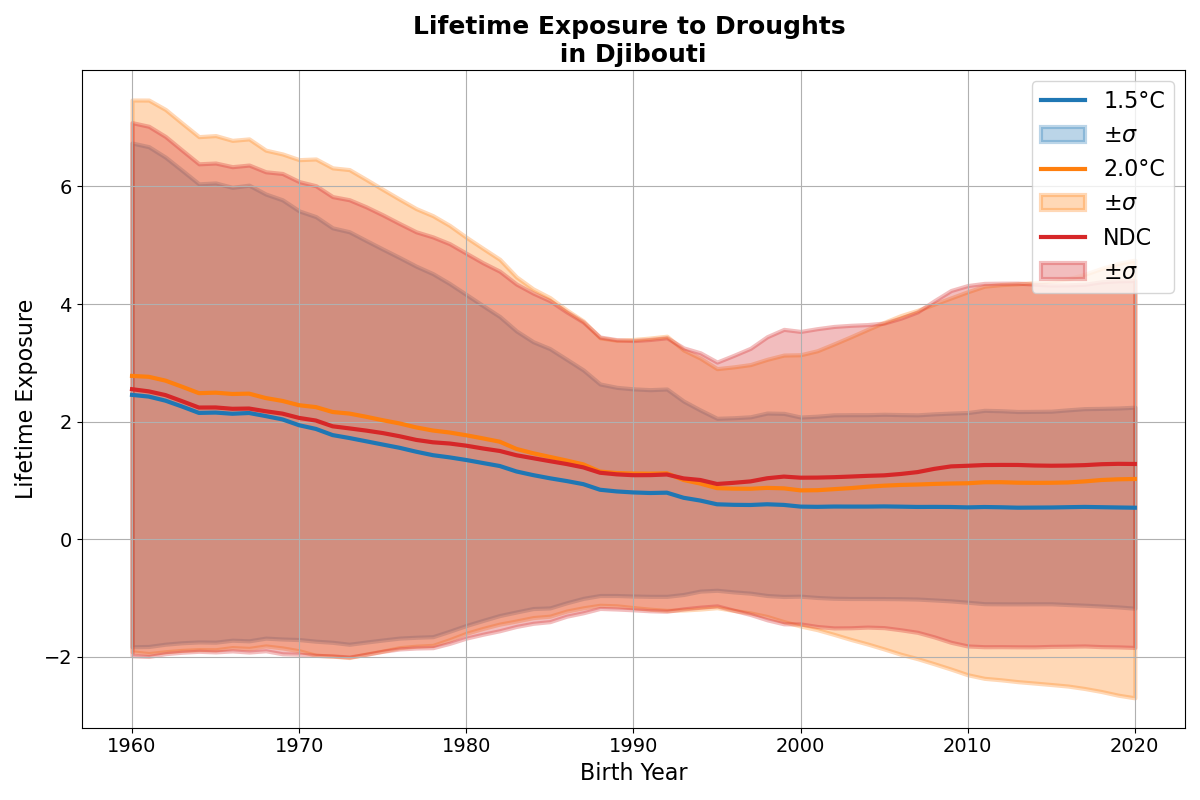 Lifetime Exposure to Droughts
in Djibouti
1.5°C
±σ
2.0°C
±σ
NDC
±σ
Lifetime Exposure
6
4
2
0
−2
1960
1970
1980
1990
2000
2010
2020
Birth Year